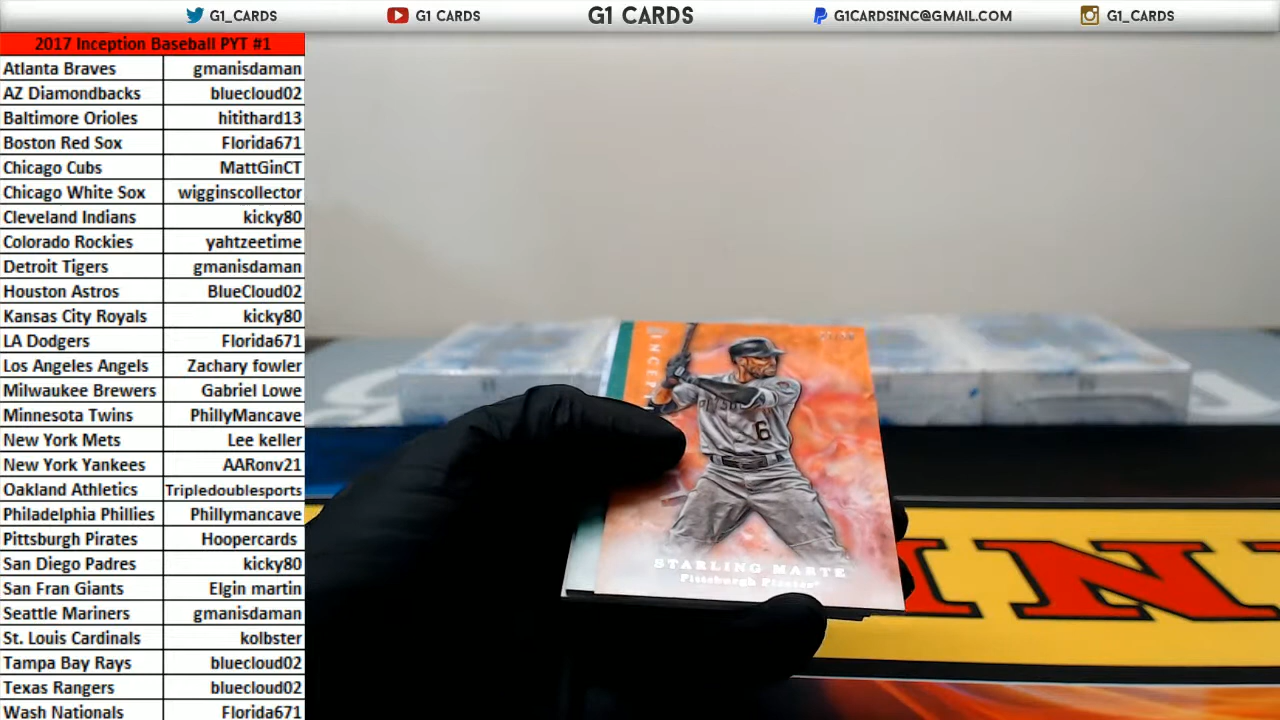 G1_CARDS G1 CARDS G1 CARDS G1CARDSINC@GMAIL.COM G1_CARDS
2017 Inception Baseball PYT #1
Atlanta Braves gmanisdaman
AZ Diamondbacks bluecloud02
Baltimore Orioles hitithard13
Boston Red Sox Florida671
Chicago Cubs MattGinCT
Chicago White Sox wigginscollector
Cleveland Indians kicky80
Colorado Rockies yahtzeetime
Detroit Tigers gmanisdaman
Houston Astros BlueCloud02
Kansas City Royals kicky80
LA Dodgers Florida671
Los Angeles Angels Zachary fowler
Milwaukee Brewers Gabriel Lowe
Minnesota Twins PhillyMancave
New York Mets Lee keller
New York Yankees AARonv21
Oakland Athletics Tripledoublesports
Philadelphia Phillies Phillymancave
Pittsburgh Pirates Hoopercards
San Diego Padres kicky80
San Fran Giants Elgin martin
Seattle Mariners gmanisdaman
St. Louis Cardinals kolbster
Tampa Bay Rays bluecloud02
Texas Rangers bluecloud02
Wash Nationals Florida671
6
STARLING MARTE
Pittsburgh Pirates